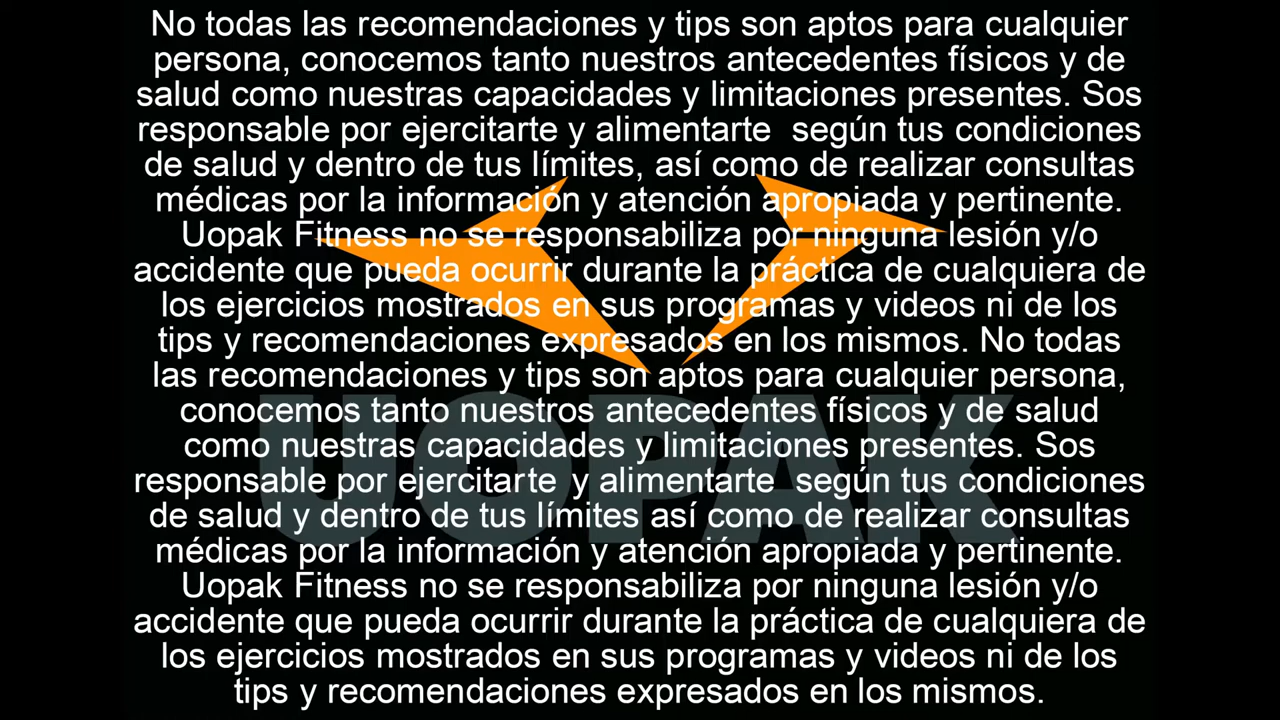 No todas las recomendaciones y tips son aptos para cualquier
persona, conocemos tanto nuestros antecedentes físicos y de
salud como nuestras capacidades y limitaciones presentes. Sos
responsable por ejercitarte y alimentarte  según tus condiciones
de salud y dentro de tus límites, así como de realizar consultas
médicas por la información y atención apropiada y pertinente.
Uopak Fitness no se responsabiliza por ninguna lesión y/o
accidente que pueda ocurrir durante la práctica de cualquiera de
los ejercicios mostrados en sus programas y videos ni de los
tips y recomendaciones expresados en los mismos. No todas
las recomendaciones y tips son aptos para cualquier persona,
conocemos tanto nuestros antecedentes físicos y de salud
como nuestras capacidades y limitaciones presentes. Sos
responsable por ejercitarte y alimentarte  según tus condiciones
de salud y dentro de tus límites así como de realizar consultas
médicas por la información y atención apropiada y pertinente.
Uopak Fitness no se responsabiliza por ninguna lesión y/o
accidente que pueda ocurrir durante la práctica de cualquiera de
los ejercicios mostrados en sus programas y videos ni de los
tips y recomendaciones expresados en los mismos.
UOPAK